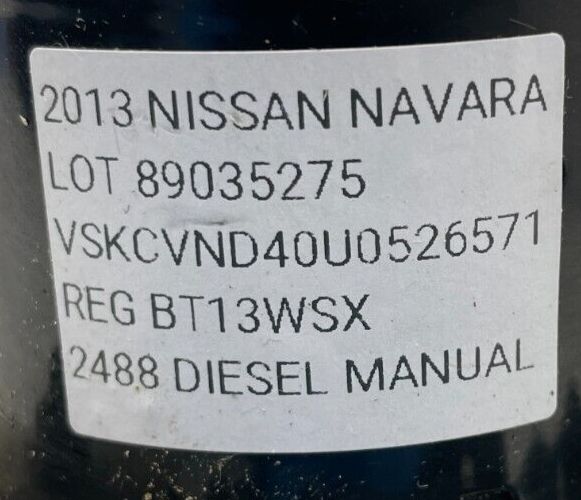 2013 NISSAN NAVARA
LOT 89035275
VSKCVND40U0526571
REG BT13WSX
2488 DIESEL MANUAL